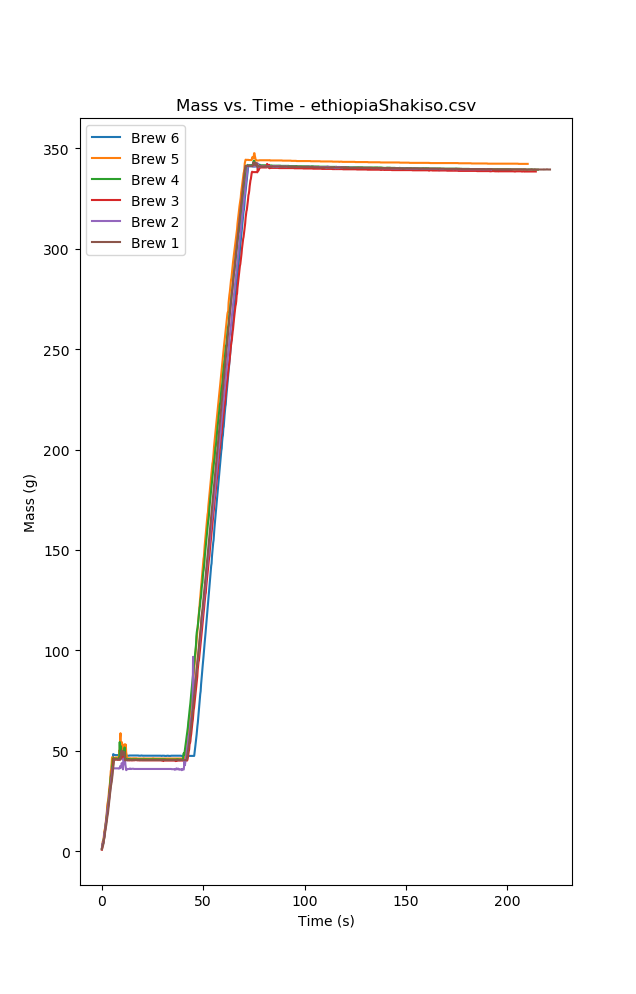 Mass vs. Time - ethiopiaShakiso.csv
Brew 6
Brew 5
Brew 4
Brew 3
Brew 2
Brew 1
350
300
250
200
150
100
50
0
Mass (g)
0 50 100 150 200
Time (s)